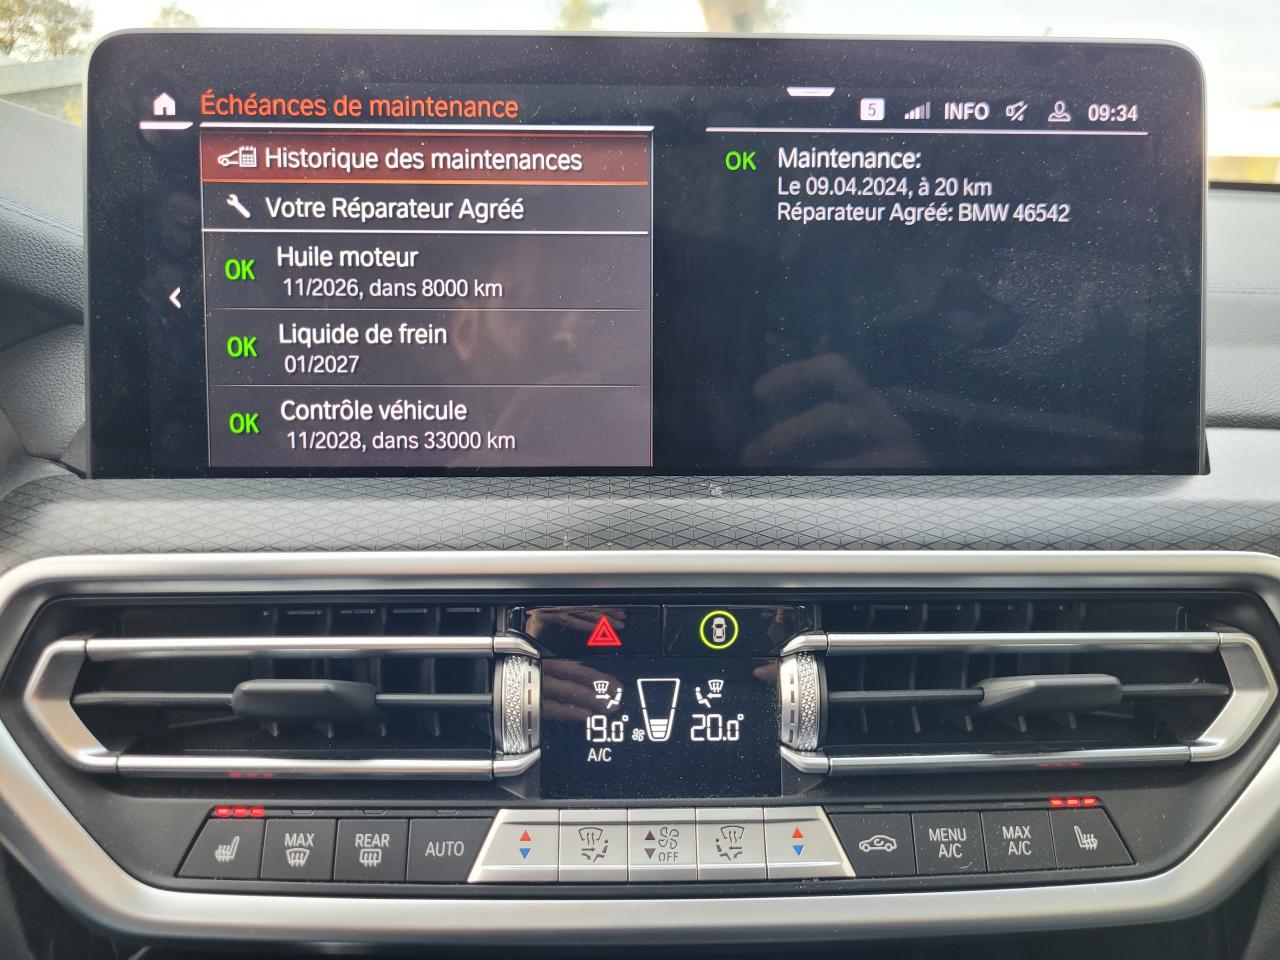 Échéances de maintenance
5 INFO 09:34
Historique des maintenances
Votre Réparateur Agréé
OK Huile moteur
11/2026, dans 8000 km
OK Liquide de frein
01/2027
OK Contrôle véhicule
11/2028, dans 33000 km
OK Maintenance:
Le 09.04.2024, à 20 km
Réparateur Agréé: BMW 46542
19.0° 20.0°
A/C
MAX
REAR
AUTO
OFF
MENU
A/C
MAX
A/C